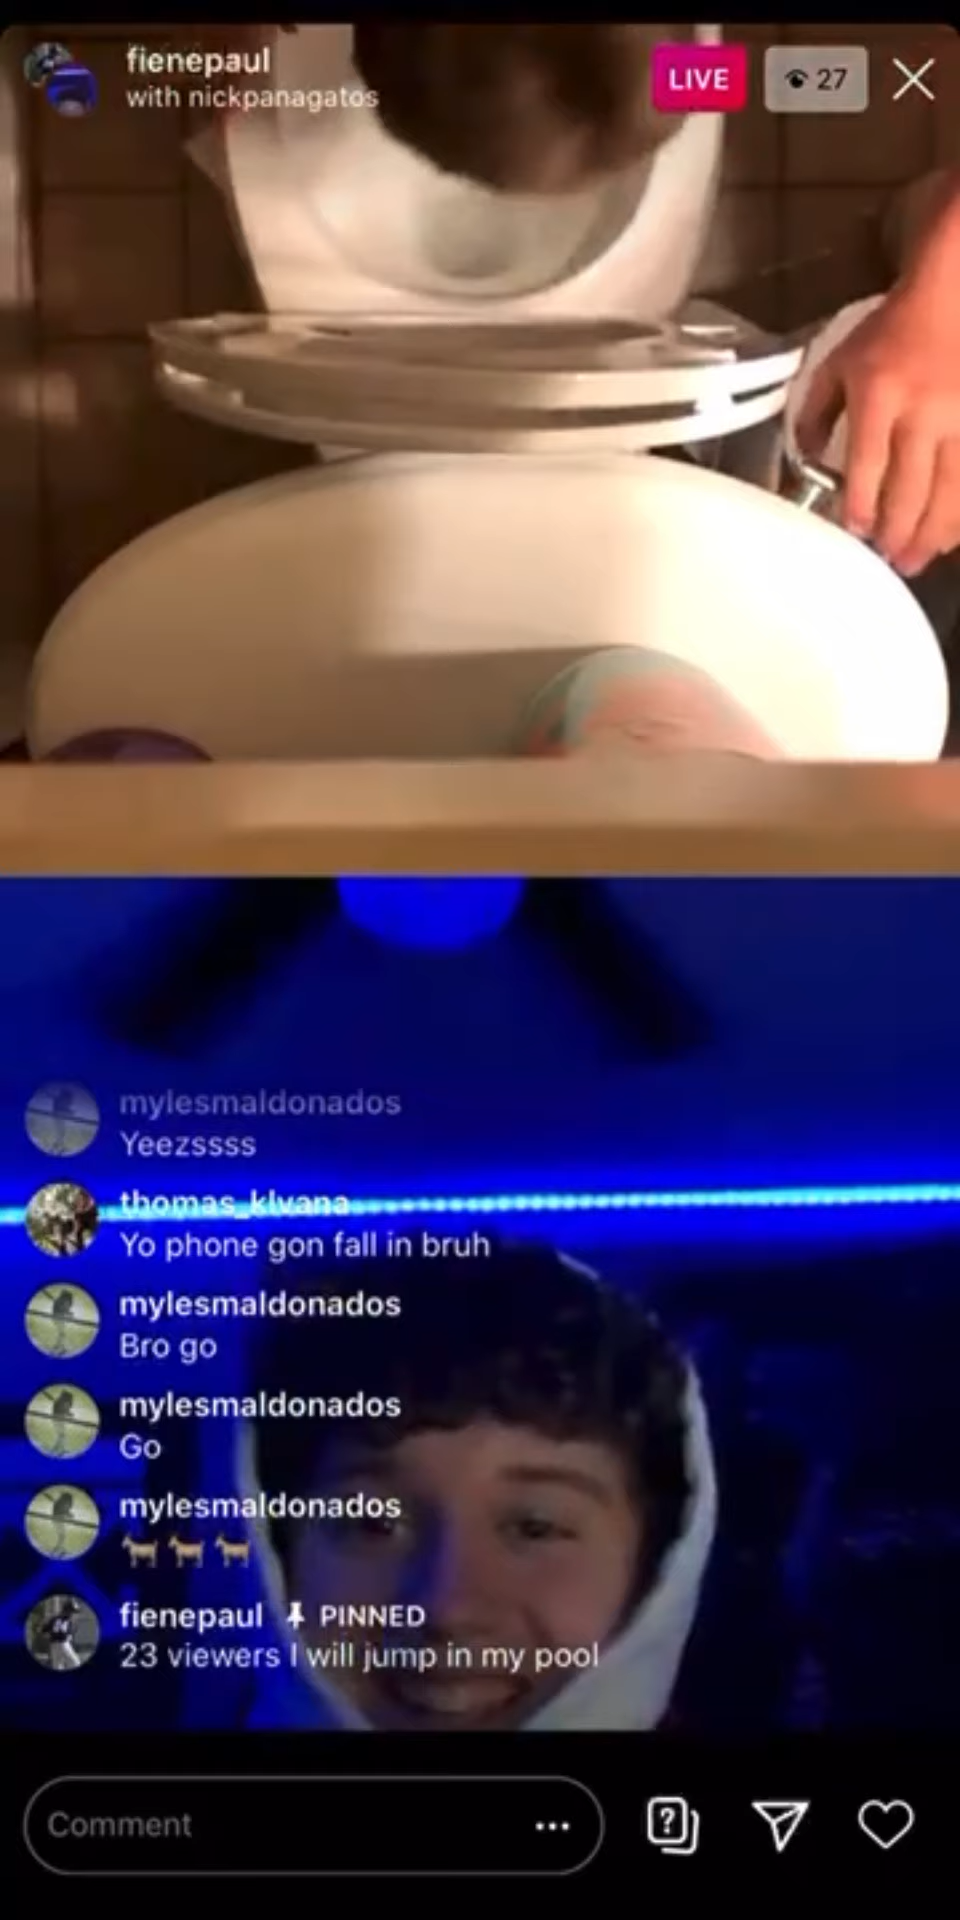 fienepaul
with nickpanagatos
LIVE
27
mylesmaldonados
Yeezssss
thomas_klvana
Yo phone gon fall in bruh
mylesmaldonados
Bro go
mylesmaldonados
Go
mylesmaldonados
🐐🐐🐐
fienepaul PINNED
23 viewers I will jump in my pool
Comment